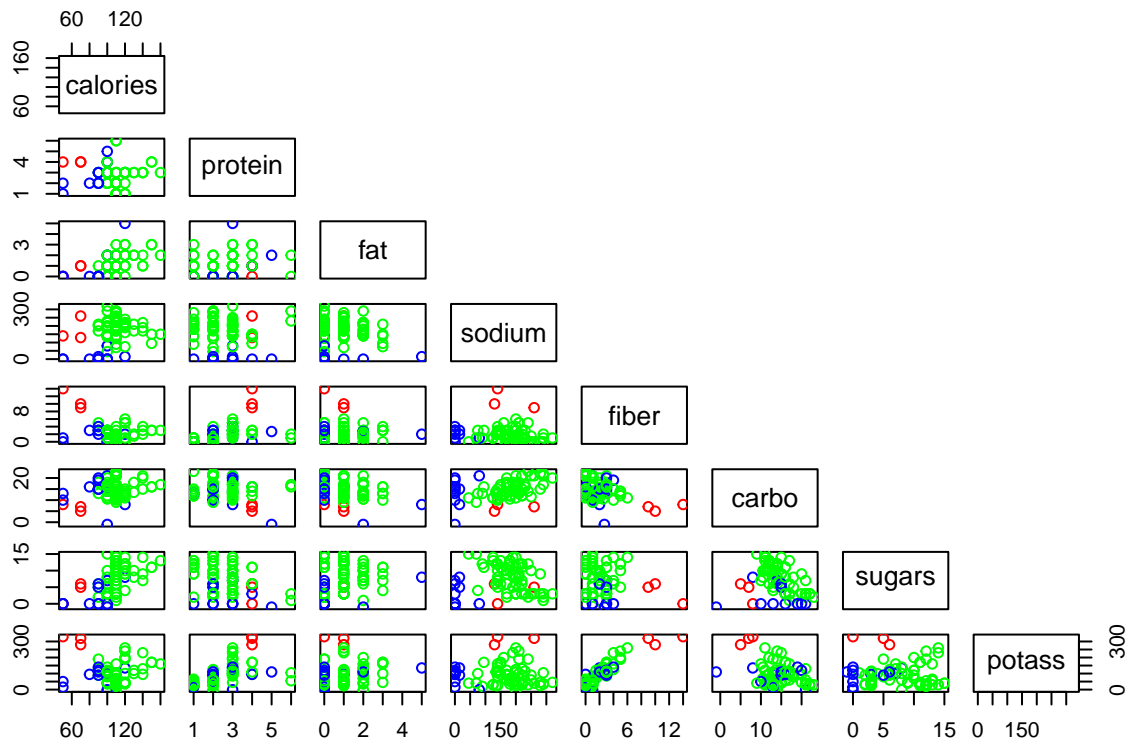 60 120
60 160
calories
1 4
protein
0 3
fat
0 300
sodium
0 8
fiber
0 20
carbo
0 15
sugars
0 300
potass
0 300
60 120
1 3 5
0 2 4
0 150
0 6 12
0 10
0 5 15
0 150